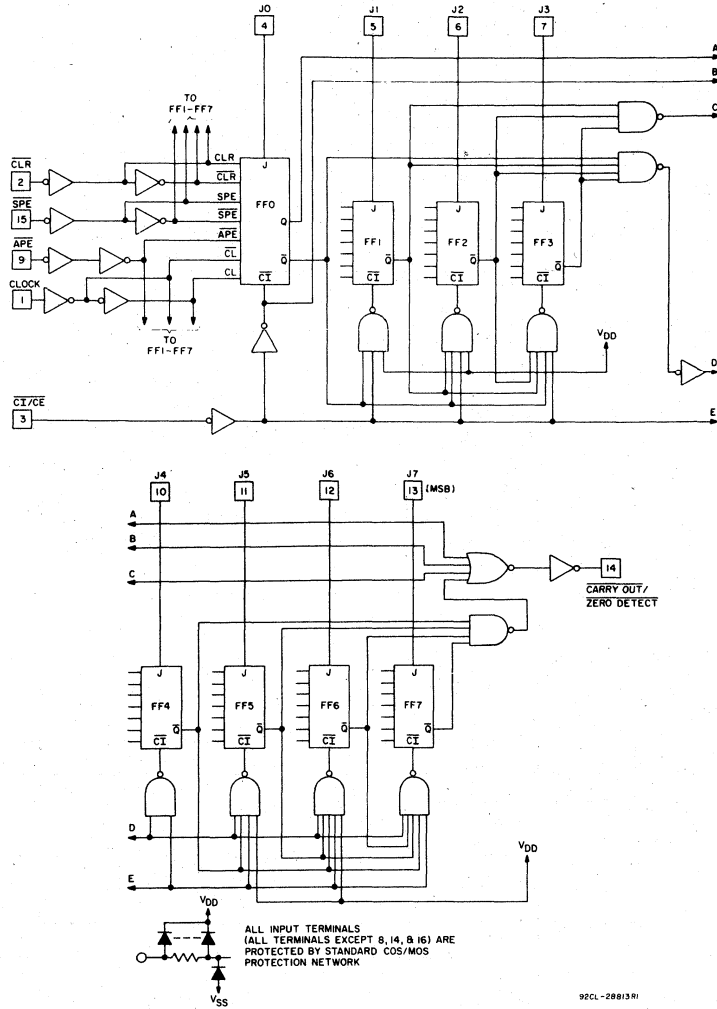 J0
4
J1
5
J2
6
J3
7
A
B
C
TO
FF1-FF7
CLR
2
CLR
CLR
SPE
15
SPE
SPE
APE
9
APE
CLOCK
1
CL
CL
J
FF0
Q
Q
CI
J
FF1
Q
CI
J
FF2
Q
CI
J
FF3
Q
CI
TO
FF1-FF7
VDD
D
CI/CE
3
E
J4
10
J5
11
J6
12
J7
13 (MSB)
A
B
C
14
CARRY OUT/
ZERO DETECT
J
FF4
Q
CI
J
FF5
Q
CI
J
FF6
Q
CI
J
FF7
Q
CI
D
E
VDD
VDD
VSS
ALL INPUT TERMINALS
(ALL TERMINALS EXCEPT 8, 14, & 16) ARE
PROTECTED BY STANDARD COS/MOS
PROTECTION NETWORK
92CL-28813R1